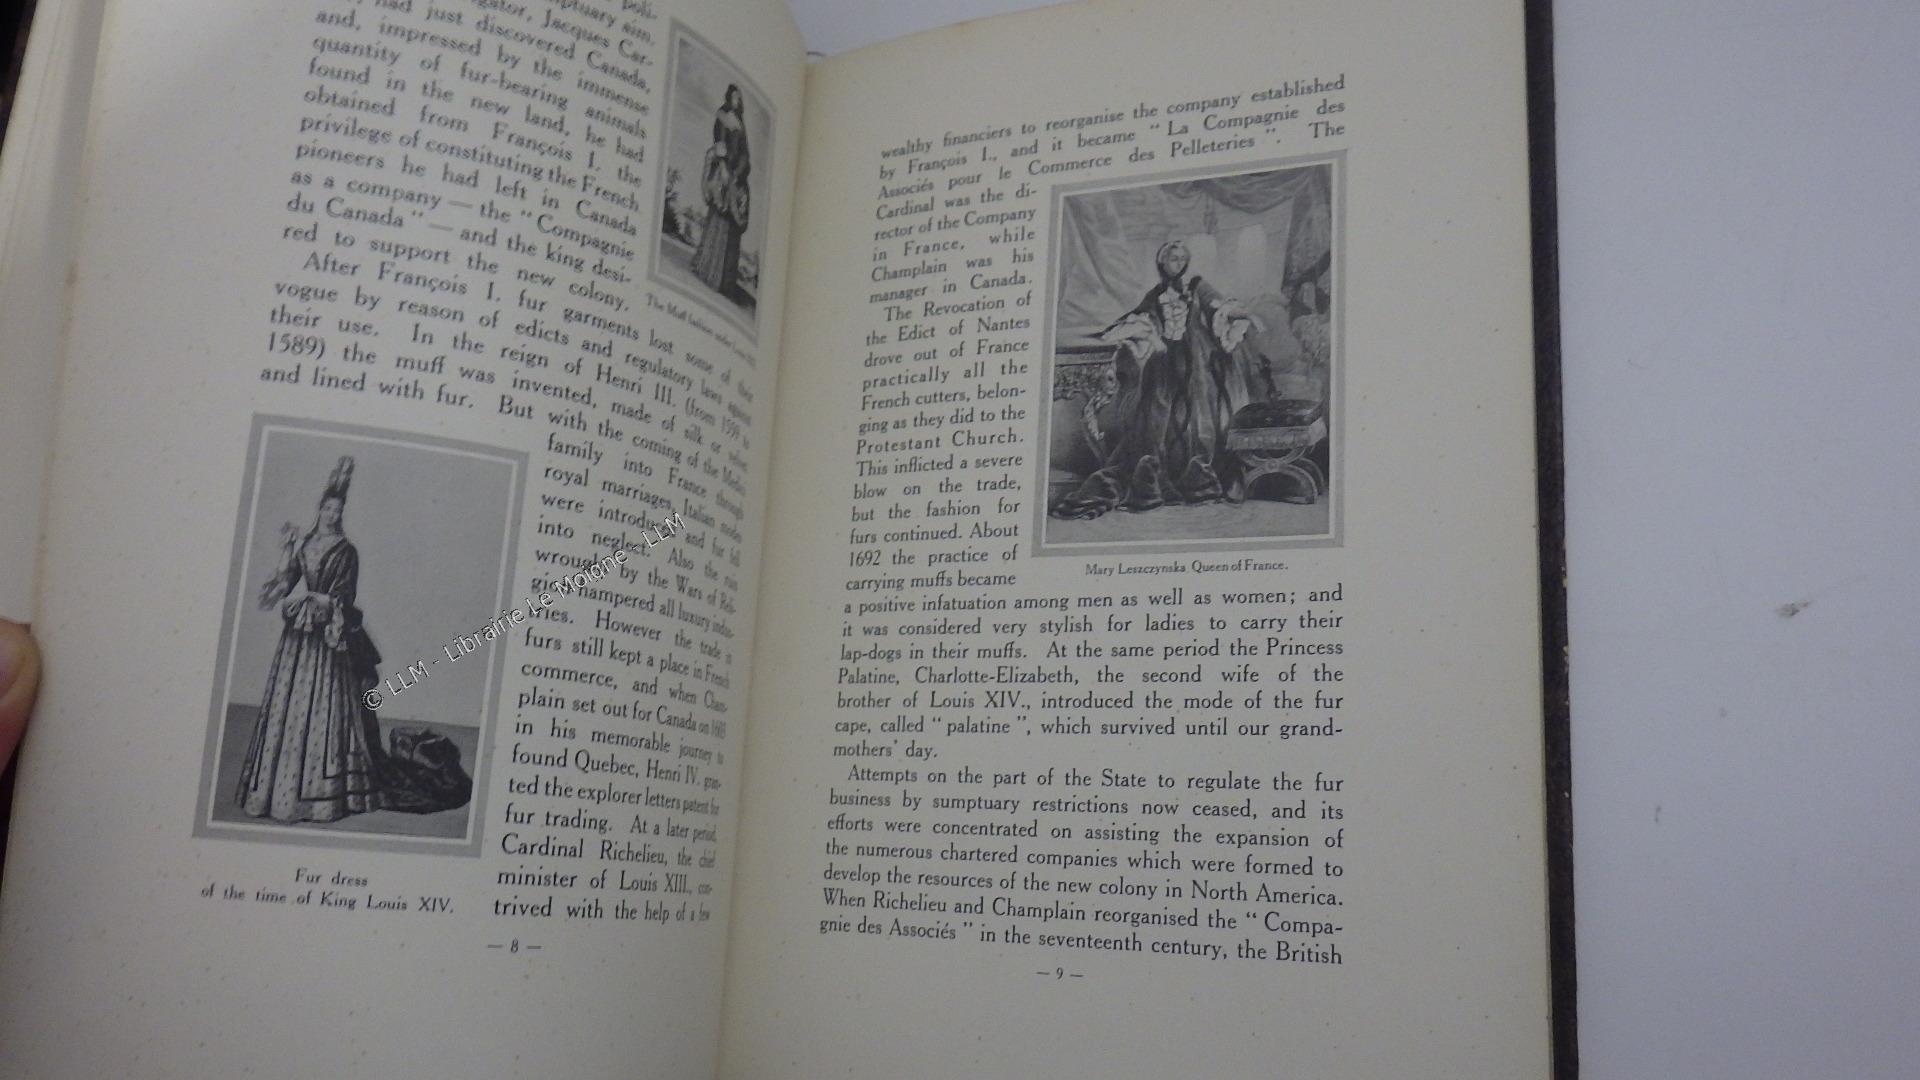 poli-
sumptuary aim.
Jacques Car-
had just discovered Canada,
and, impressed by the immense
quantity of fur-bearing animals
found in the new land, he had
obtained from François I. the
privilege of constituting the French
pioneers he had left in Canada
as a company — the "Compagnie
du Canada" — and the king desi-
red to support the new colony.
The Muff fashion under Louis
After François I. fur garments lost some of their
vogue by reason of edicts and regulatory laws against
their use. In the reign of Henri III. (from 1559 to
1589) the muff was invented, made of silk or velvet
and lined with fur. But with the coming of the Medici
family into France through
royal marriages, Italian modes
were introduced and fur fell
into neglect. Also the ruin
wrought by the Wars of Reli-
gion hampered all luxury indus-
tries. However the trade in
furs still kept a place in French
commerce, and when Cham-
plain set out for Canada on 1603
in his memorable journey to
found Quebec, Henri IV. gran-
ted the explorer letters patent for
fur trading. At a later period,
Cardinal Richelieu, the chief
minister of Louis XIII., con-
trived with the help of a few
Fur dress
of the time of King Louis XIV.
— 8 —
© LLM - Librairie Le Moione - LLM
wealthy financiers to reorganise the company established
by François I., and it became "La Compagnie des
Associés pour le Commerce des Pelleteries". The
Cardinal was the di-
rector of the Company
in France, while
Champlain was his
manager in Canada.
The Revocation of
the Edict of Nantes
drove out of France
practically all the
French cutters, belon-
ging as they did to the
Protestant Church.
This inflicted a severe
blow on the trade,
but the fashion for
furs continued. About
1692 the practice of
carrying muffs became
Mary Leszczynska, Queen of France.
a positive infatuation among men as well as women; and
it was considered very stylish for ladies to carry their
lap-dogs in their muffs. At the same period the Princess
Palatine, Charlotte-Elizabeth, the second wife of the
brother of Louis XIV., introduced the mode of the fur
cape, called "palatine", which survived until our grand-
mothers' day.
Attempts on the part of the State to regulate the fur
business by sumptuary restrictions now ceased, and its
efforts were concentrated on assisting the expansion of
the numerous chartered companies which were formed to
develop the resources of the new colony in North America.
When Richelieu and Champlain reorganised the "Compa-
gnie des Associés" in the seventeenth century, the British
— 9 —